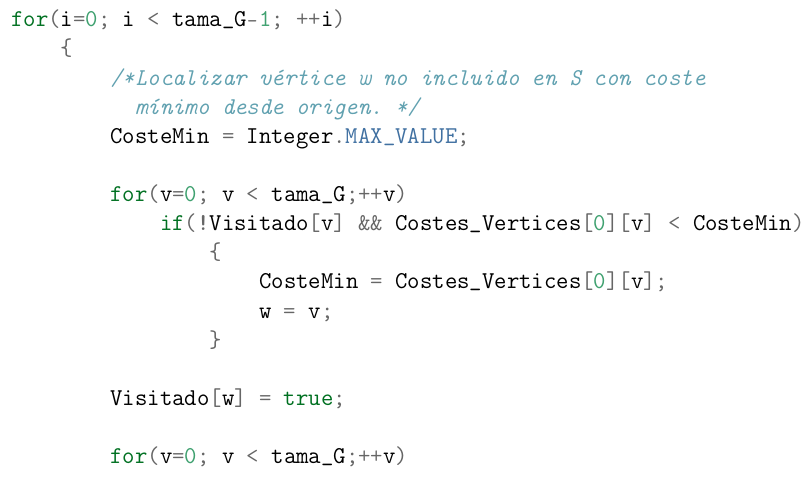 for(i=0; i < tama_G-1; ++i)
{
/*Localizar vértice w no incluido en S con coste
mínimo desde origen. */
CosteMin = Integer.MAX_VALUE;
for(v=0; v < tama_G;++v)
if(!Visitado[v] && Costes_Vertices[0][v] < CosteMin)
{
CosteMin = Costes_Vertices[0][v];
w = v;
}
Visitado[w] = true;
for(v=0; v < tama_G;++v)